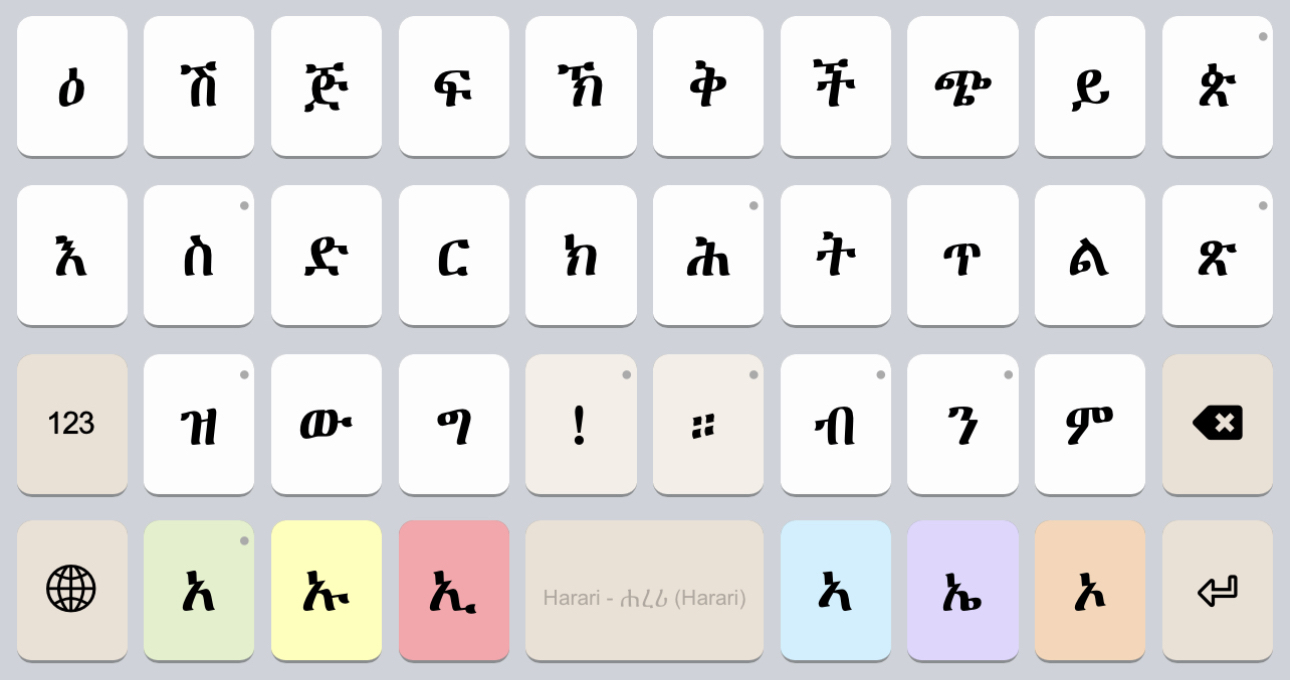 ዕ ሽ ጅ ፍ ኽ ቅ ች ጭ ይ ጵ
እ ስ ድ ር ክ ሕ ት ጥ ል ጽ
123 ዝ ው ግ ! ። ብ ን ም
አ ኡ ኢ Harari - ሐረሪ (Harari) ኣ ኤ ኦ